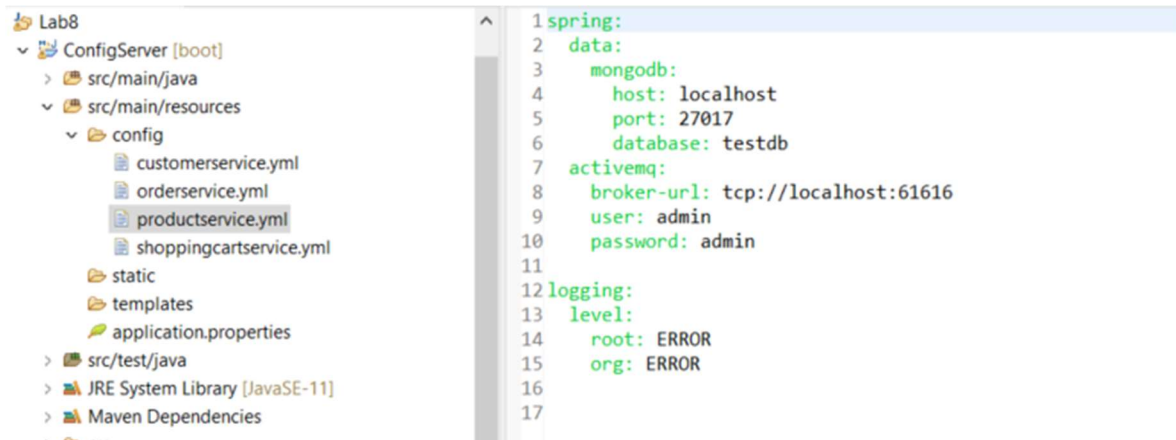 Lab8
ConfigServer [boot]
src/main/java
src/main/resources
config
customerservice.yml
orderservice.yml
productservice.yml
shoppingcartservice.yml
static
templates
application.properties
src/test/java
JRE System Library [JavaSE-11]
Maven Dependencies
1 spring:
2   data:
3     mongodb:
4       host: localhost
5       port: 27017
6       database: testdb
7   activemq:
8     broker-url: tcp://localhost:61616
9     user: admin
10     password: admin
11
12 logging:
13   level:
14     root: ERROR
15     org: ERROR
16
17